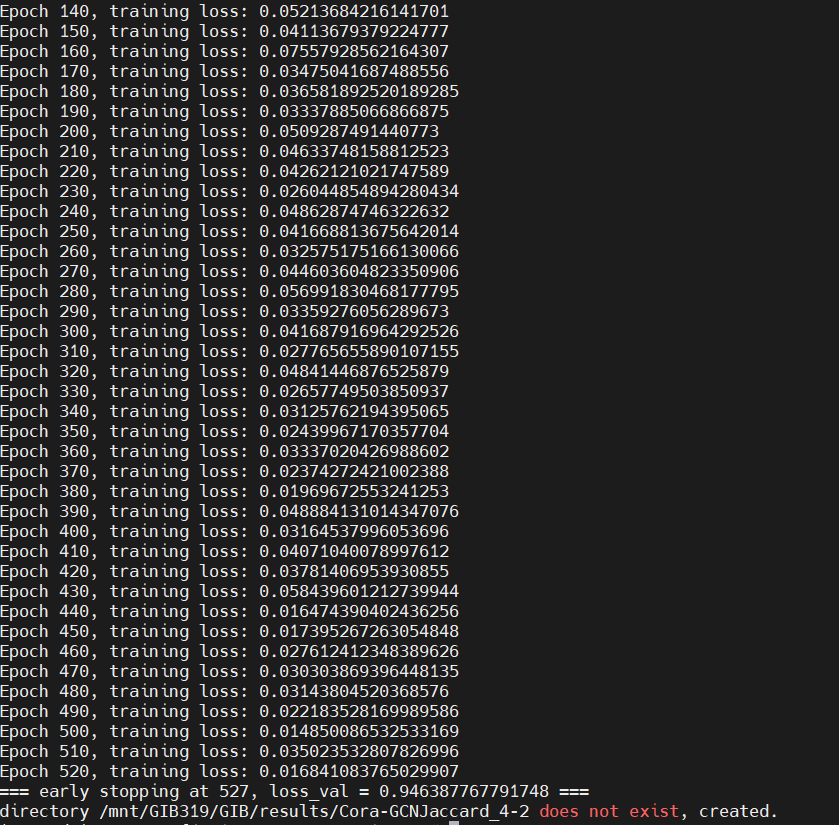 Epoch 140, training loss: 0.05213684216141701
Epoch 150, training loss: 0.04113679379224777
Epoch 160, training loss: 0.07557928562164307
Epoch 170, training loss: 0.03475041687488556
Epoch 180, training loss: 0.036581892520189285
Epoch 190, training loss: 0.03337885066866875
Epoch 200, training loss: 0.0509287491440773
Epoch 210, training loss: 0.04633748158812523
Epoch 220, training loss: 0.04262121021747589
Epoch 230, training loss: 0.026044854894280434
Epoch 240, training loss: 0.04862874746322632
Epoch 250, training loss: 0.041668813675642014
Epoch 260, training loss: 0.032575175166130066
Epoch 270, training loss: 0.044603604823350906
Epoch 280, training loss: 0.056991830468177795
Epoch 290, training loss: 0.03359276056289673
Epoch 300, training loss: 0.041687916964292526
Epoch 310, training loss: 0.027765655890107155
Epoch 320, training loss: 0.04841446876525879
Epoch 330, training loss: 0.02657749503850937
Epoch 340, training loss: 0.03125762194395065
Epoch 350, training loss: 0.02439967170357704
Epoch 360, training loss: 0.03337020426988602
Epoch 370, training loss: 0.02374272421002388
Epoch 380, training loss: 0.01969672553241253
Epoch 390, training loss: 0.048884131014347076
Epoch 400, training loss: 0.03164537996053696
Epoch 410, training loss: 0.04071040078997612
Epoch 420, training loss: 0.03781406953930855
Epoch 430, training loss: 0.058439601212739944
Epoch 440, training loss: 0.016474390402436256
Epoch 450, training loss: 0.017395267263054848
Epoch 460, training loss: 0.027612412348389626
Epoch 470, training loss: 0.030303869396448135
Epoch 480, training loss: 0.03143804520368576
Epoch 490, training loss: 0.022183528169989586
Epoch 500, training loss: 0.014850086532533169
Epoch 510, training loss: 0.035023532807826996
Epoch 520, training loss: 0.016841083765029907
=== early stopping at 527, loss_val = 0.946387767791748 ===
directory /mnt/GIB319/GIB/results/Cora-GCNJaccard_4-2 does not exist, created.